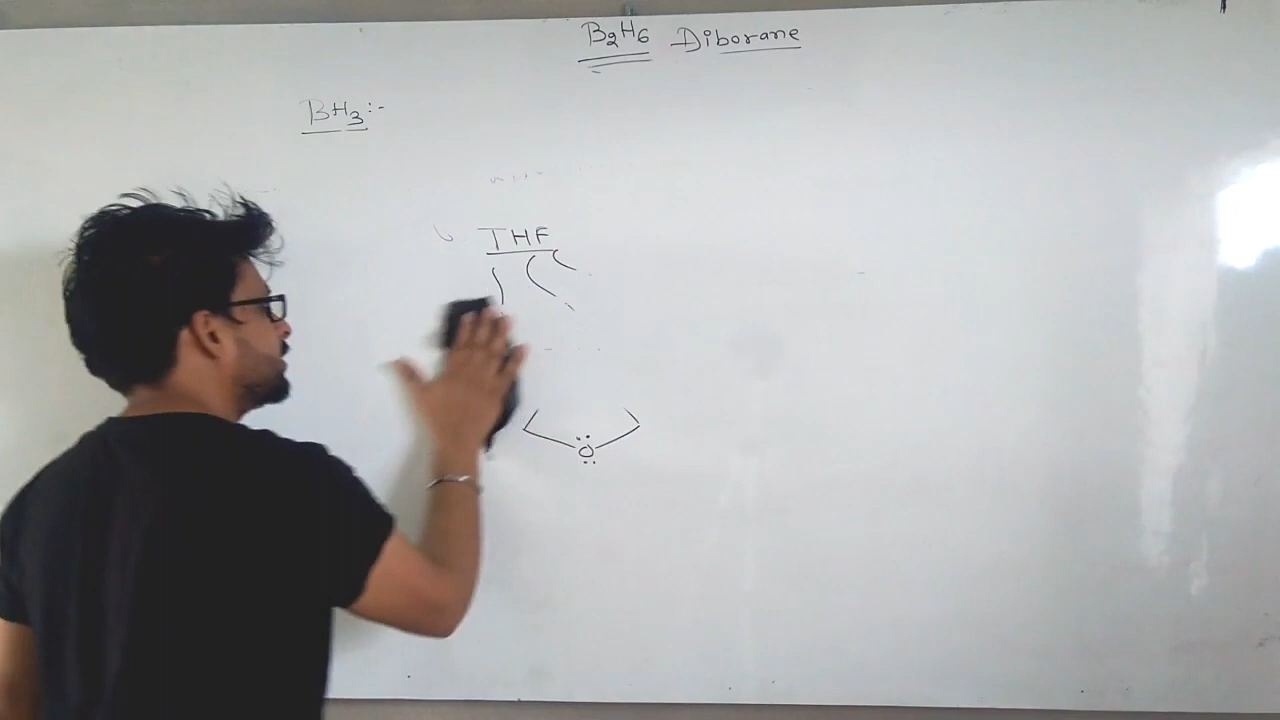 B₂H₆ Diborane
BH₃:-
THF
:Ö: